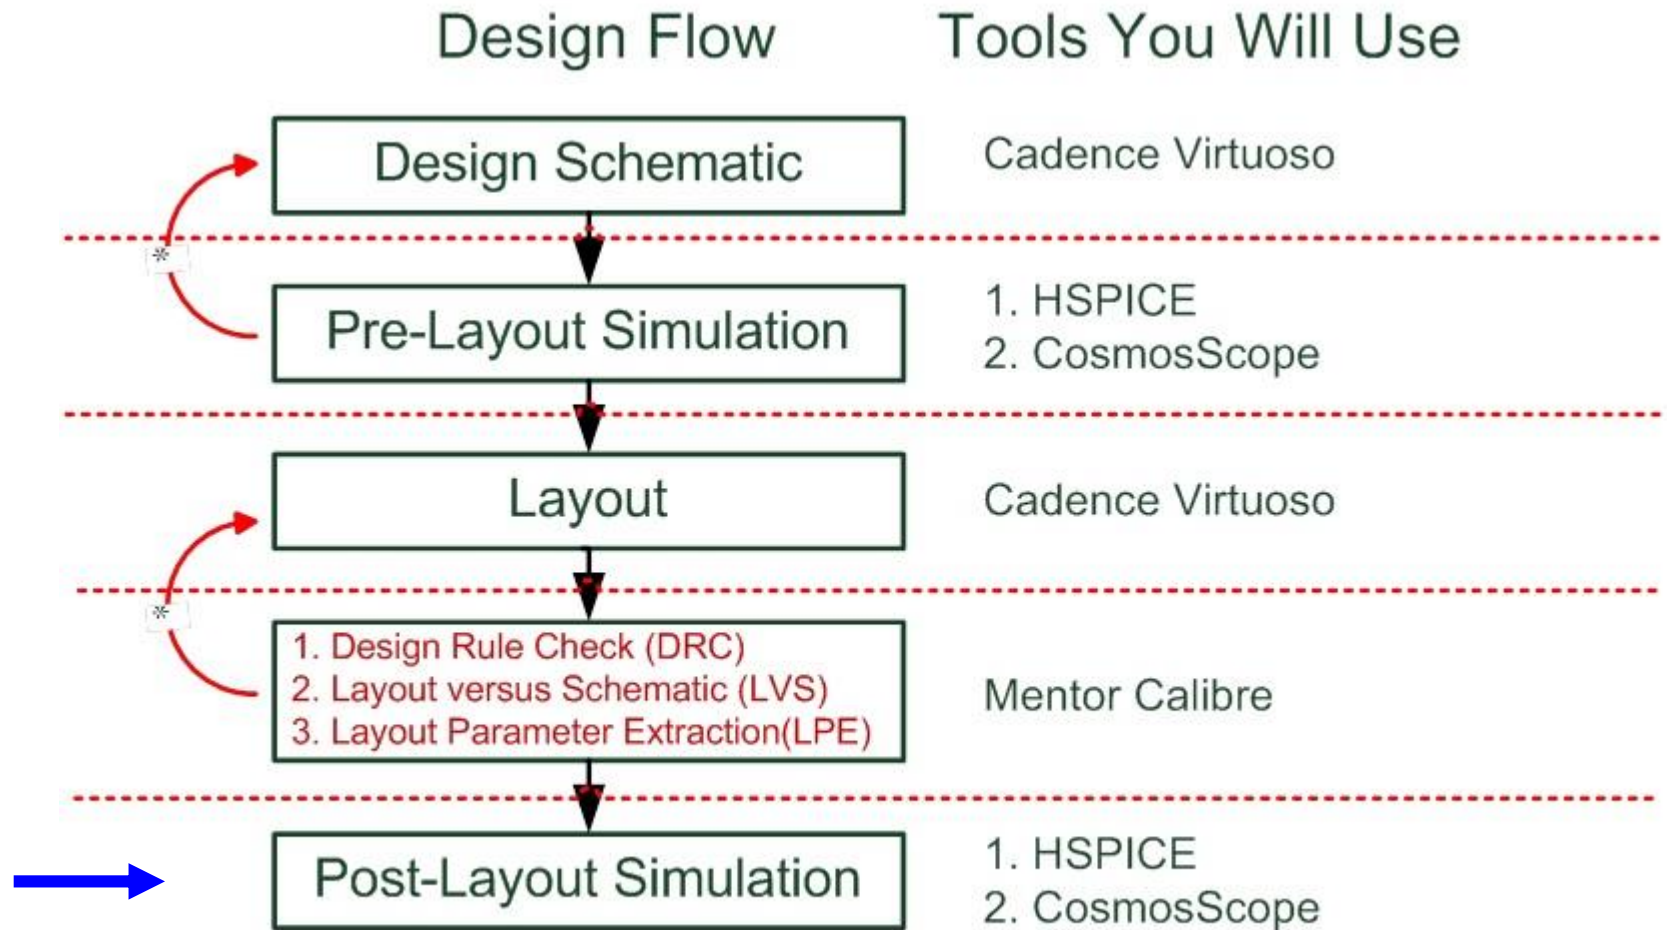 Design Flow Tools You Will Use
Design Schematic Cadence Virtuoso
*
Pre-Layout Simulation
1. HSPICE
2. CosmosScope
Layout Cadence Virtuoso
*
1. Design Rule Check (DRC)
2. Layout versus Schematic (LVS)
3. Layout Parameter Extraction(LPE)
Mentor Calibre
Post-Layout Simulation
1. HSPICE
2. CosmosScope